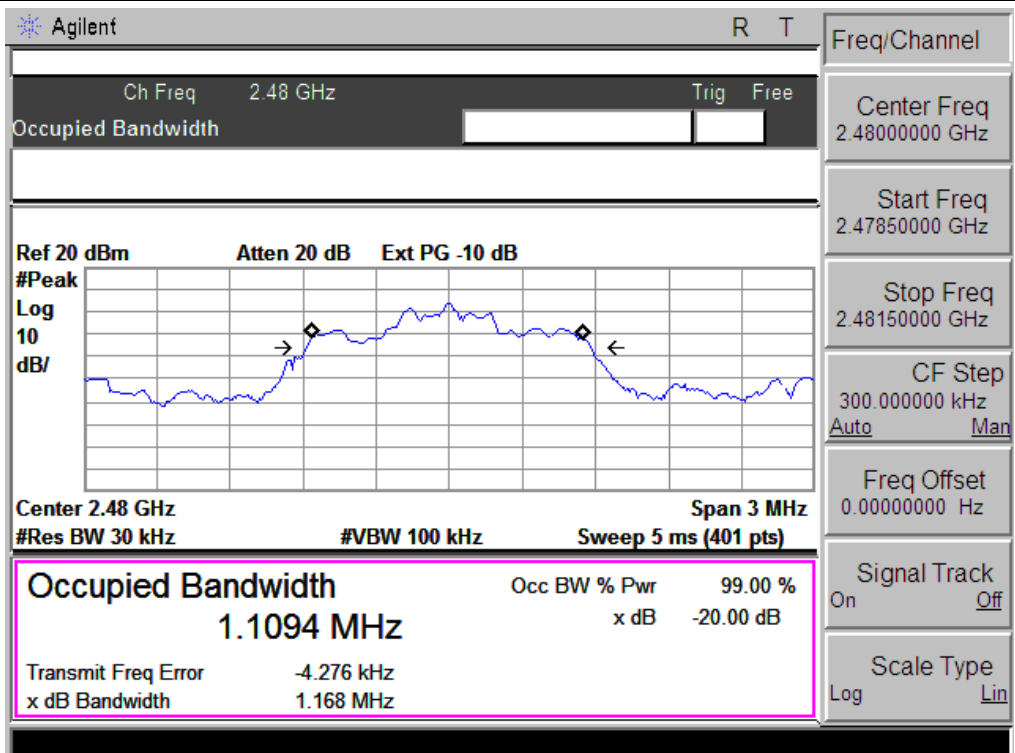 Agilent R T
Ch Freq 2.48 GHz Trig Free
Occupied Bandwidth
Ref 20 dBm Atten 20 dB Ext PG -10 dB
#Peak
Log
10
dB/
Center 2.48 GHz Span 3 MHz
#Res BW 30 kHz #VBW 100 kHz Sweep 5 ms (401 pts)
Occupied Bandwidth Occ BW % Pwr 99.00 %
1.1094 MHz x dB -20.00 dB
Transmit Freq Error -4.276 kHz
x dB Bandwidth 1.168 MHz
Freq/Channel
Center Freq
2.48000000 GHz
Start Freq
2.47850000 GHz
Stop Freq
2.48150000 GHz
CF Step
300.000000 kHz
Auto Man
Freq Offset
0.00000000 Hz
Signal Track
On Off
Scale Type
Log Lin